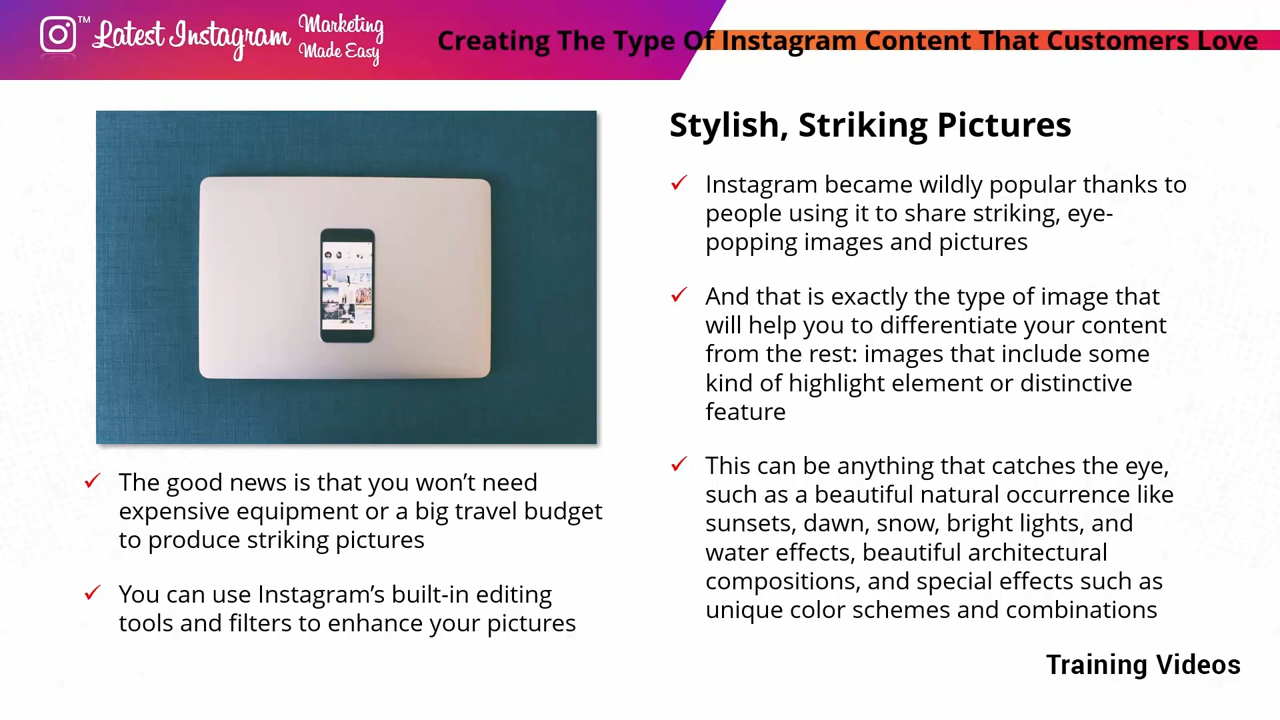 TM
Latest Instagram
Marketing
Made Easy
Creating The Type Of Instagram Content That Customers Love
Stylish, Striking Pictures
✓ Instagram became wildly popular thanks to
people using it to share striking, eye-
popping images and pictures
✓ And that is exactly the type of image that
will help you to differentiate your content
from the rest: images that include some
kind of highlight element or distinctive
feature
✓ This can be anything that catches the eye,
such as a beautiful natural occurrence like
sunsets, dawn, snow, bright lights, and
water effects, beautiful architectural
compositions, and special effects such as
unique color schemes and combinations
✓ The good news is that you won’t need
expensive equipment or a big travel budget
to produce striking pictures
✓ You can use Instagram’s built-in editing
tools and filters to enhance your pictures
Training Videos